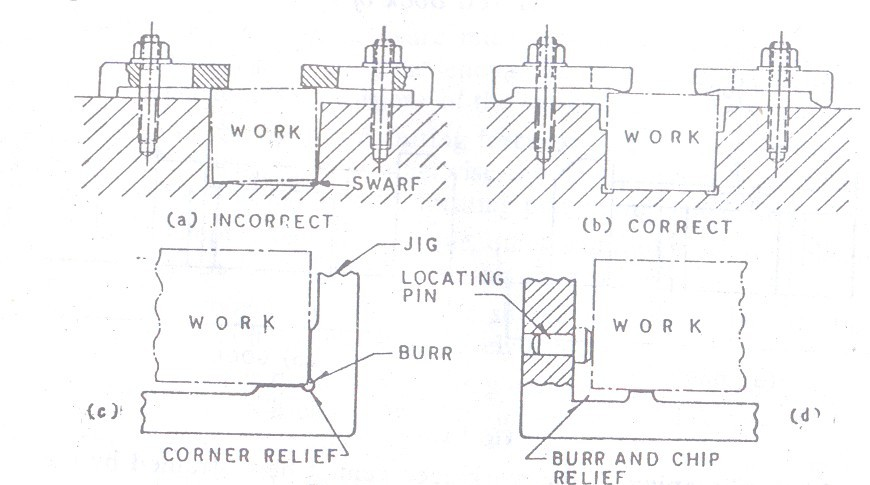 WORK
WORK
SWARF
(a) INCORRECT
(b) CORRECT
JIG
LOCATING
PIN
WORK
WORK
BURR
(c)
(d)
CORNER RELIEF
BURR AND CHIP
RELIEF